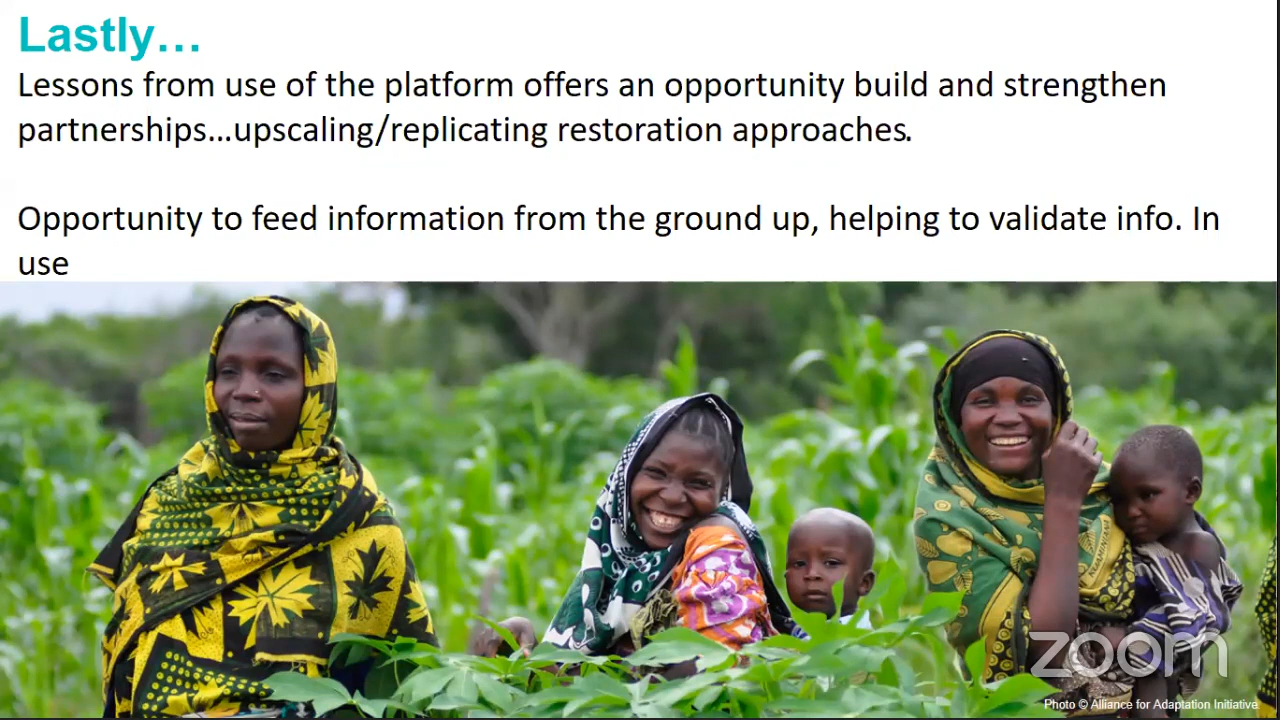 Lastly…
Lessons from use of the platform offers an opportunity build and strengthen
partnerships…upscaling/replicating restoration approaches.
Opportunity to feed information from the ground up, helping to validate info. In
use
zoom
Photo © Alliance for Adaptation Initiative